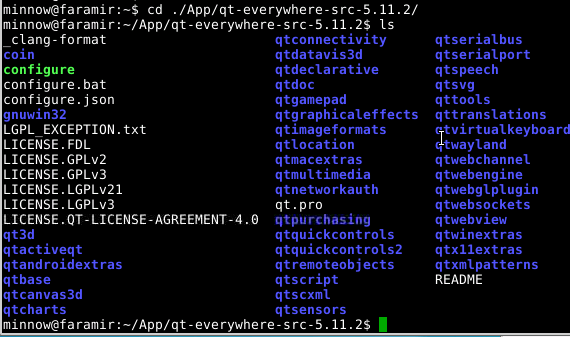 minnow@faramir:~$ cd ./App/qt-everywhere-src-5.11.2/
minnow@faramir:~/App/qt-everywhere-src-5.11.2$ ls
_clang-format qtconnectivity qtserialbus
coin qtdatavis3d qtserialport
configure qtdeclarative qtspeech
configure.bat qtdoc qtsvg
configure.json qtgamepad qttools
gnuwin32 qtgraphicaleffects qttranslations
LGPL_EXCEPTION.txt qtimageformats qtvirtualkeyboard
LICENSE.FDL qtlocation qtwayland
LICENSE.GPLv2 qtmacextras qtwebchannel
LICENSE.GPLv3 qtmultimedia qtwebengine
LICENSE.LGPLv21 qtnetworkauth qtwebglplugin
LICENSE.LGPLv3 qt.pro qtwebsockets
LICENSE.QT-LICENSE-AGREEMENT-4.0 qtpurchasing qtwebview
qt3d qtquickcontrols qtwinextras
qtactiveqt qtquickcontrols2 qtx11extras
qtandroidextras qtremoteobjects qtxmlpatterns
qtbase qtscript README
qtcanvas3d qtscxml
qtcharts qtsensors
minnow@faramir:~/App/qt-everywhere-src-5.11.2$